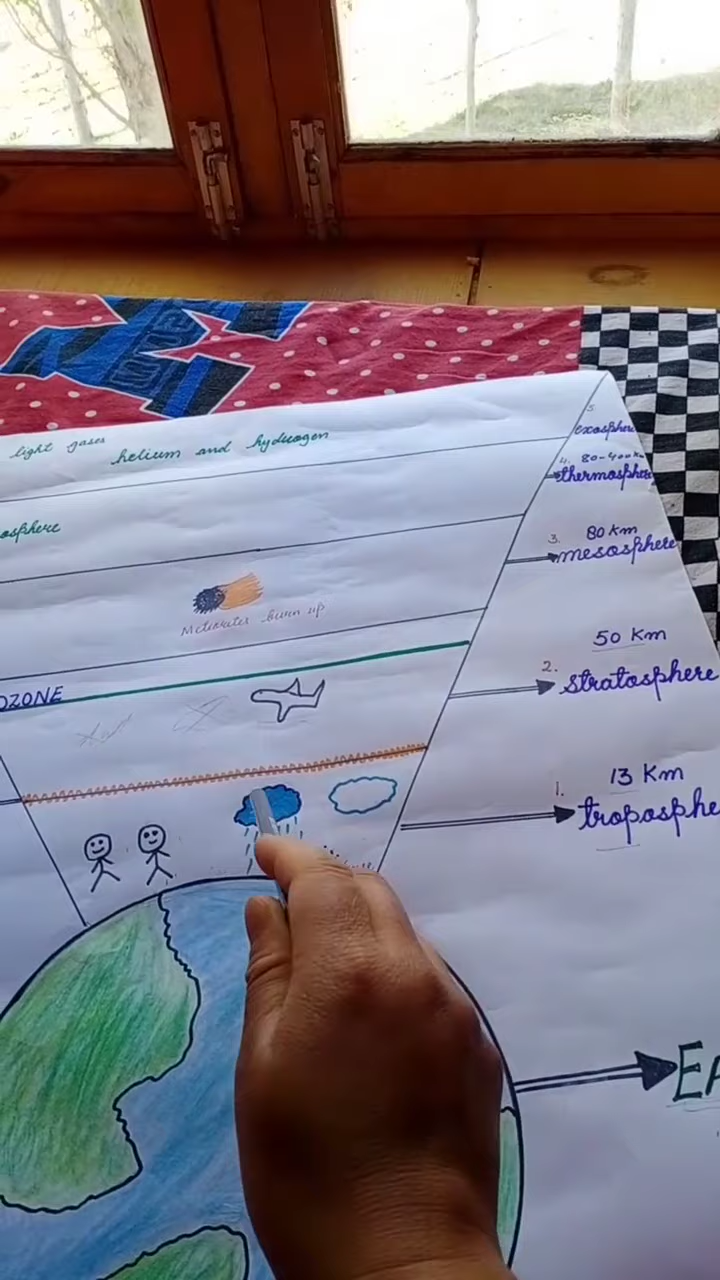 light gases helium and hydrogen
5
exosphere
4. 80-400 km
thermosphere
osphere
80 Km
3. mesosphere
Meteorites burn up
50 Km
2. stratosphere
OZONE
13 Km
1. troposphe
EA